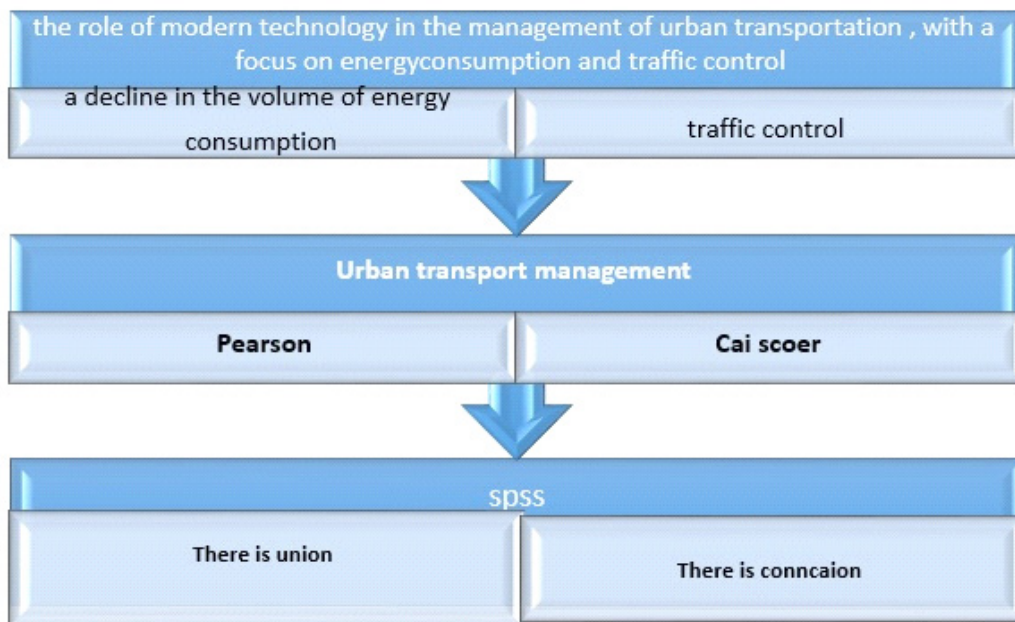 the role of modern technology in the management of urban transportation , with a
focus on energyconsumption and traffic control
a decline in the volume of energy
consumption
traffic control
Urban transport management
Pearson
Cai scoer
spss
There is union
There is conncaion